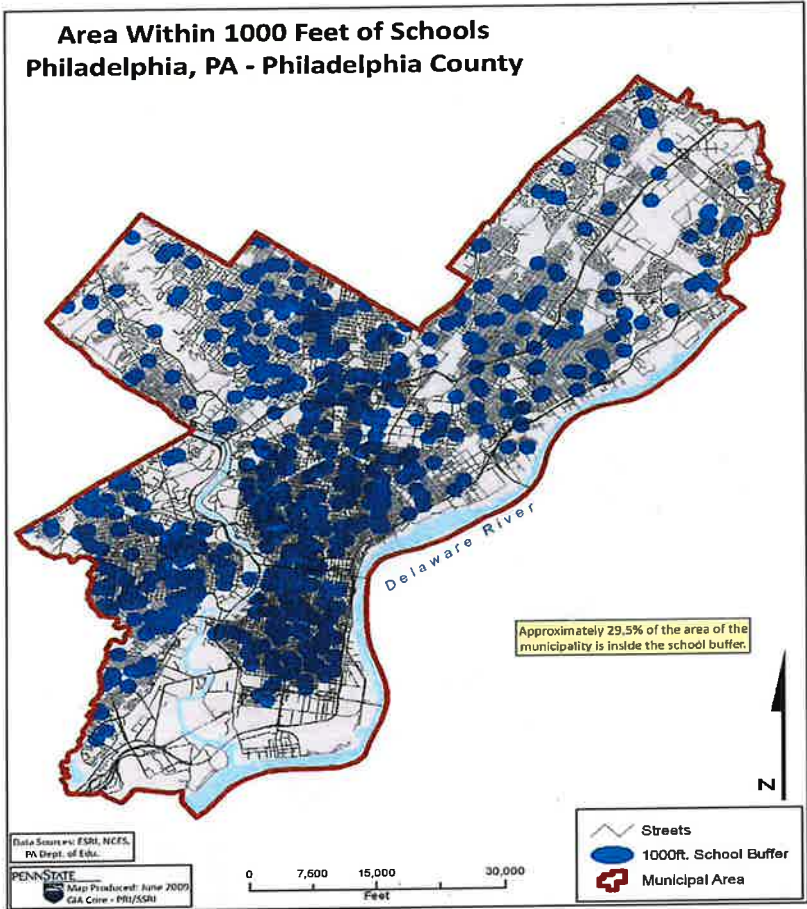 Area Within 1000 Feet of Schools
Philadelphia, PA - Philadelphia County
Delaware River
Approximately 29,5% of the area of the
municipality is inside the school buffer.
N
Streets
1000ft. School Buffer
Municipal Area
Data Sources: ESRI, NCES,
PA Dept. of Edu.
PENNSTATE
Map Produced: June 2009
GIA Core - PRI/SSRI
0 7,600 15,000 30,000
Feet